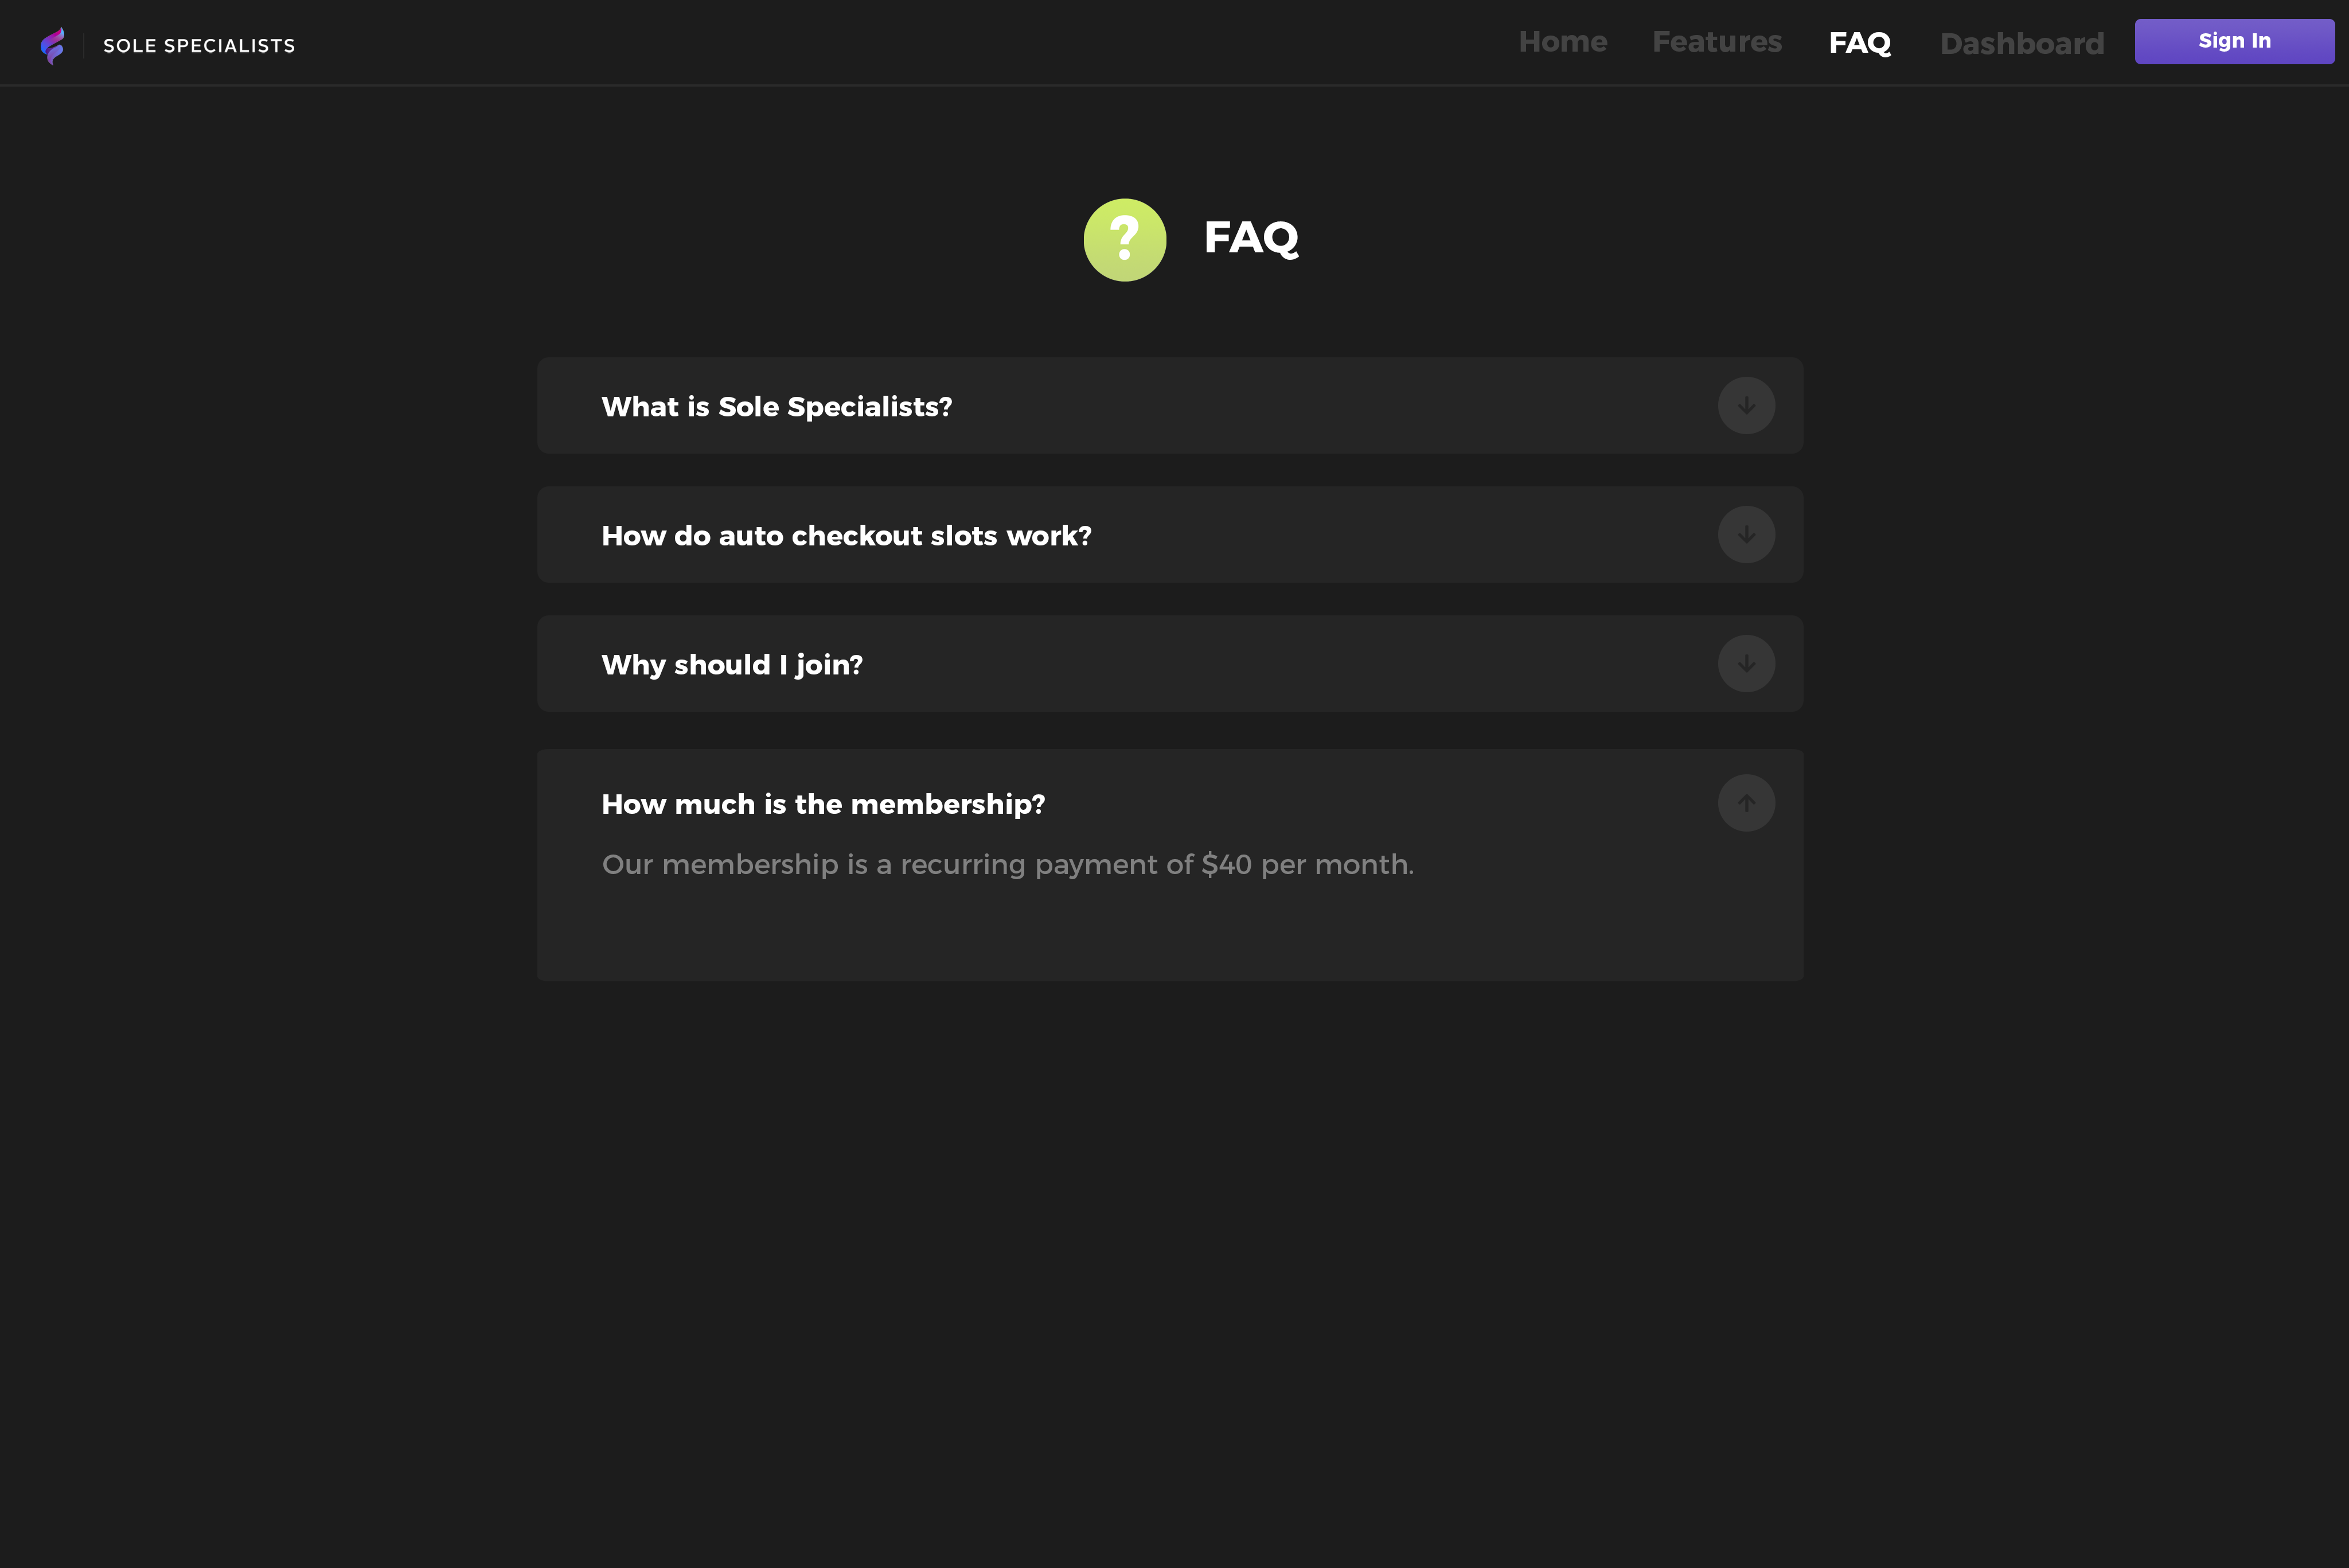 SOLE SPECIALISTS
Home Features FAQ Dashboard Sign In
? FAQ
What is Sole Specialists?
How do auto checkout slots work?
Why should I join?
How much is the membership?
Our membership is a recurring payment of $40 per month.